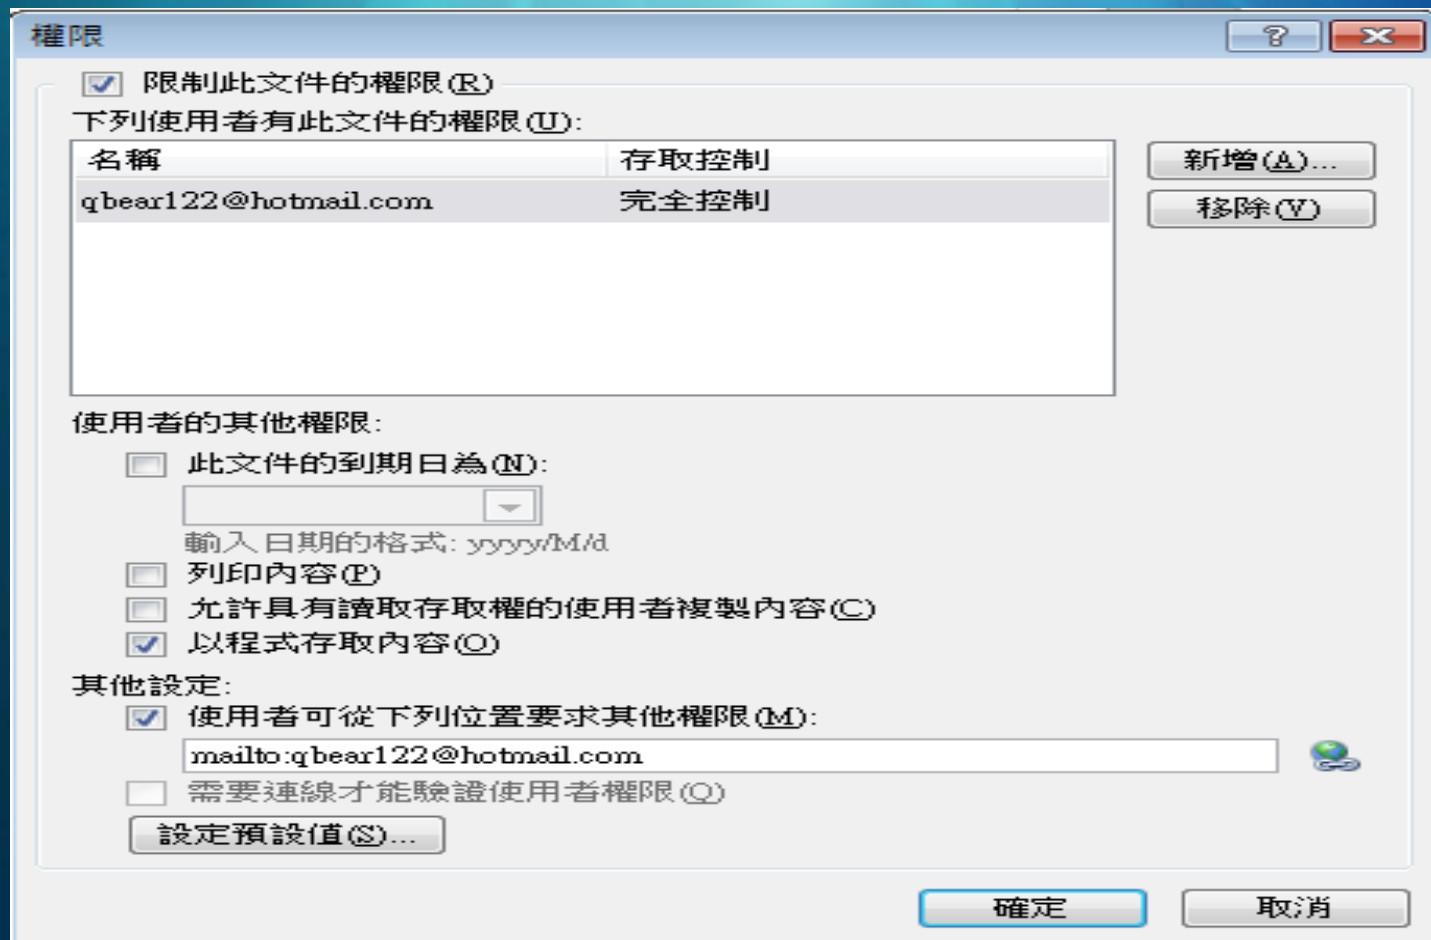 權限
限制此文件的權限(R)
下列使用者有此文件的權限(U):
名稱 存取控制 新增(A)...
qbear122@hotmail.com 完全控制 移除(V)
使用者的其他權限:
此文件的到期日為(N):
輸入日期的格式: yyyy/M/d
列印內容(P)
允許具有讀取存取權的使用者複製內容(C)
以程式存取內容(O)
其他設定:
使用者可從下列位置要求其他權限(M):
mailto:qbear122@hotmail.com
需要連線才能驗證使用者權限(Q)
設定預設值(S)...
確定 取消